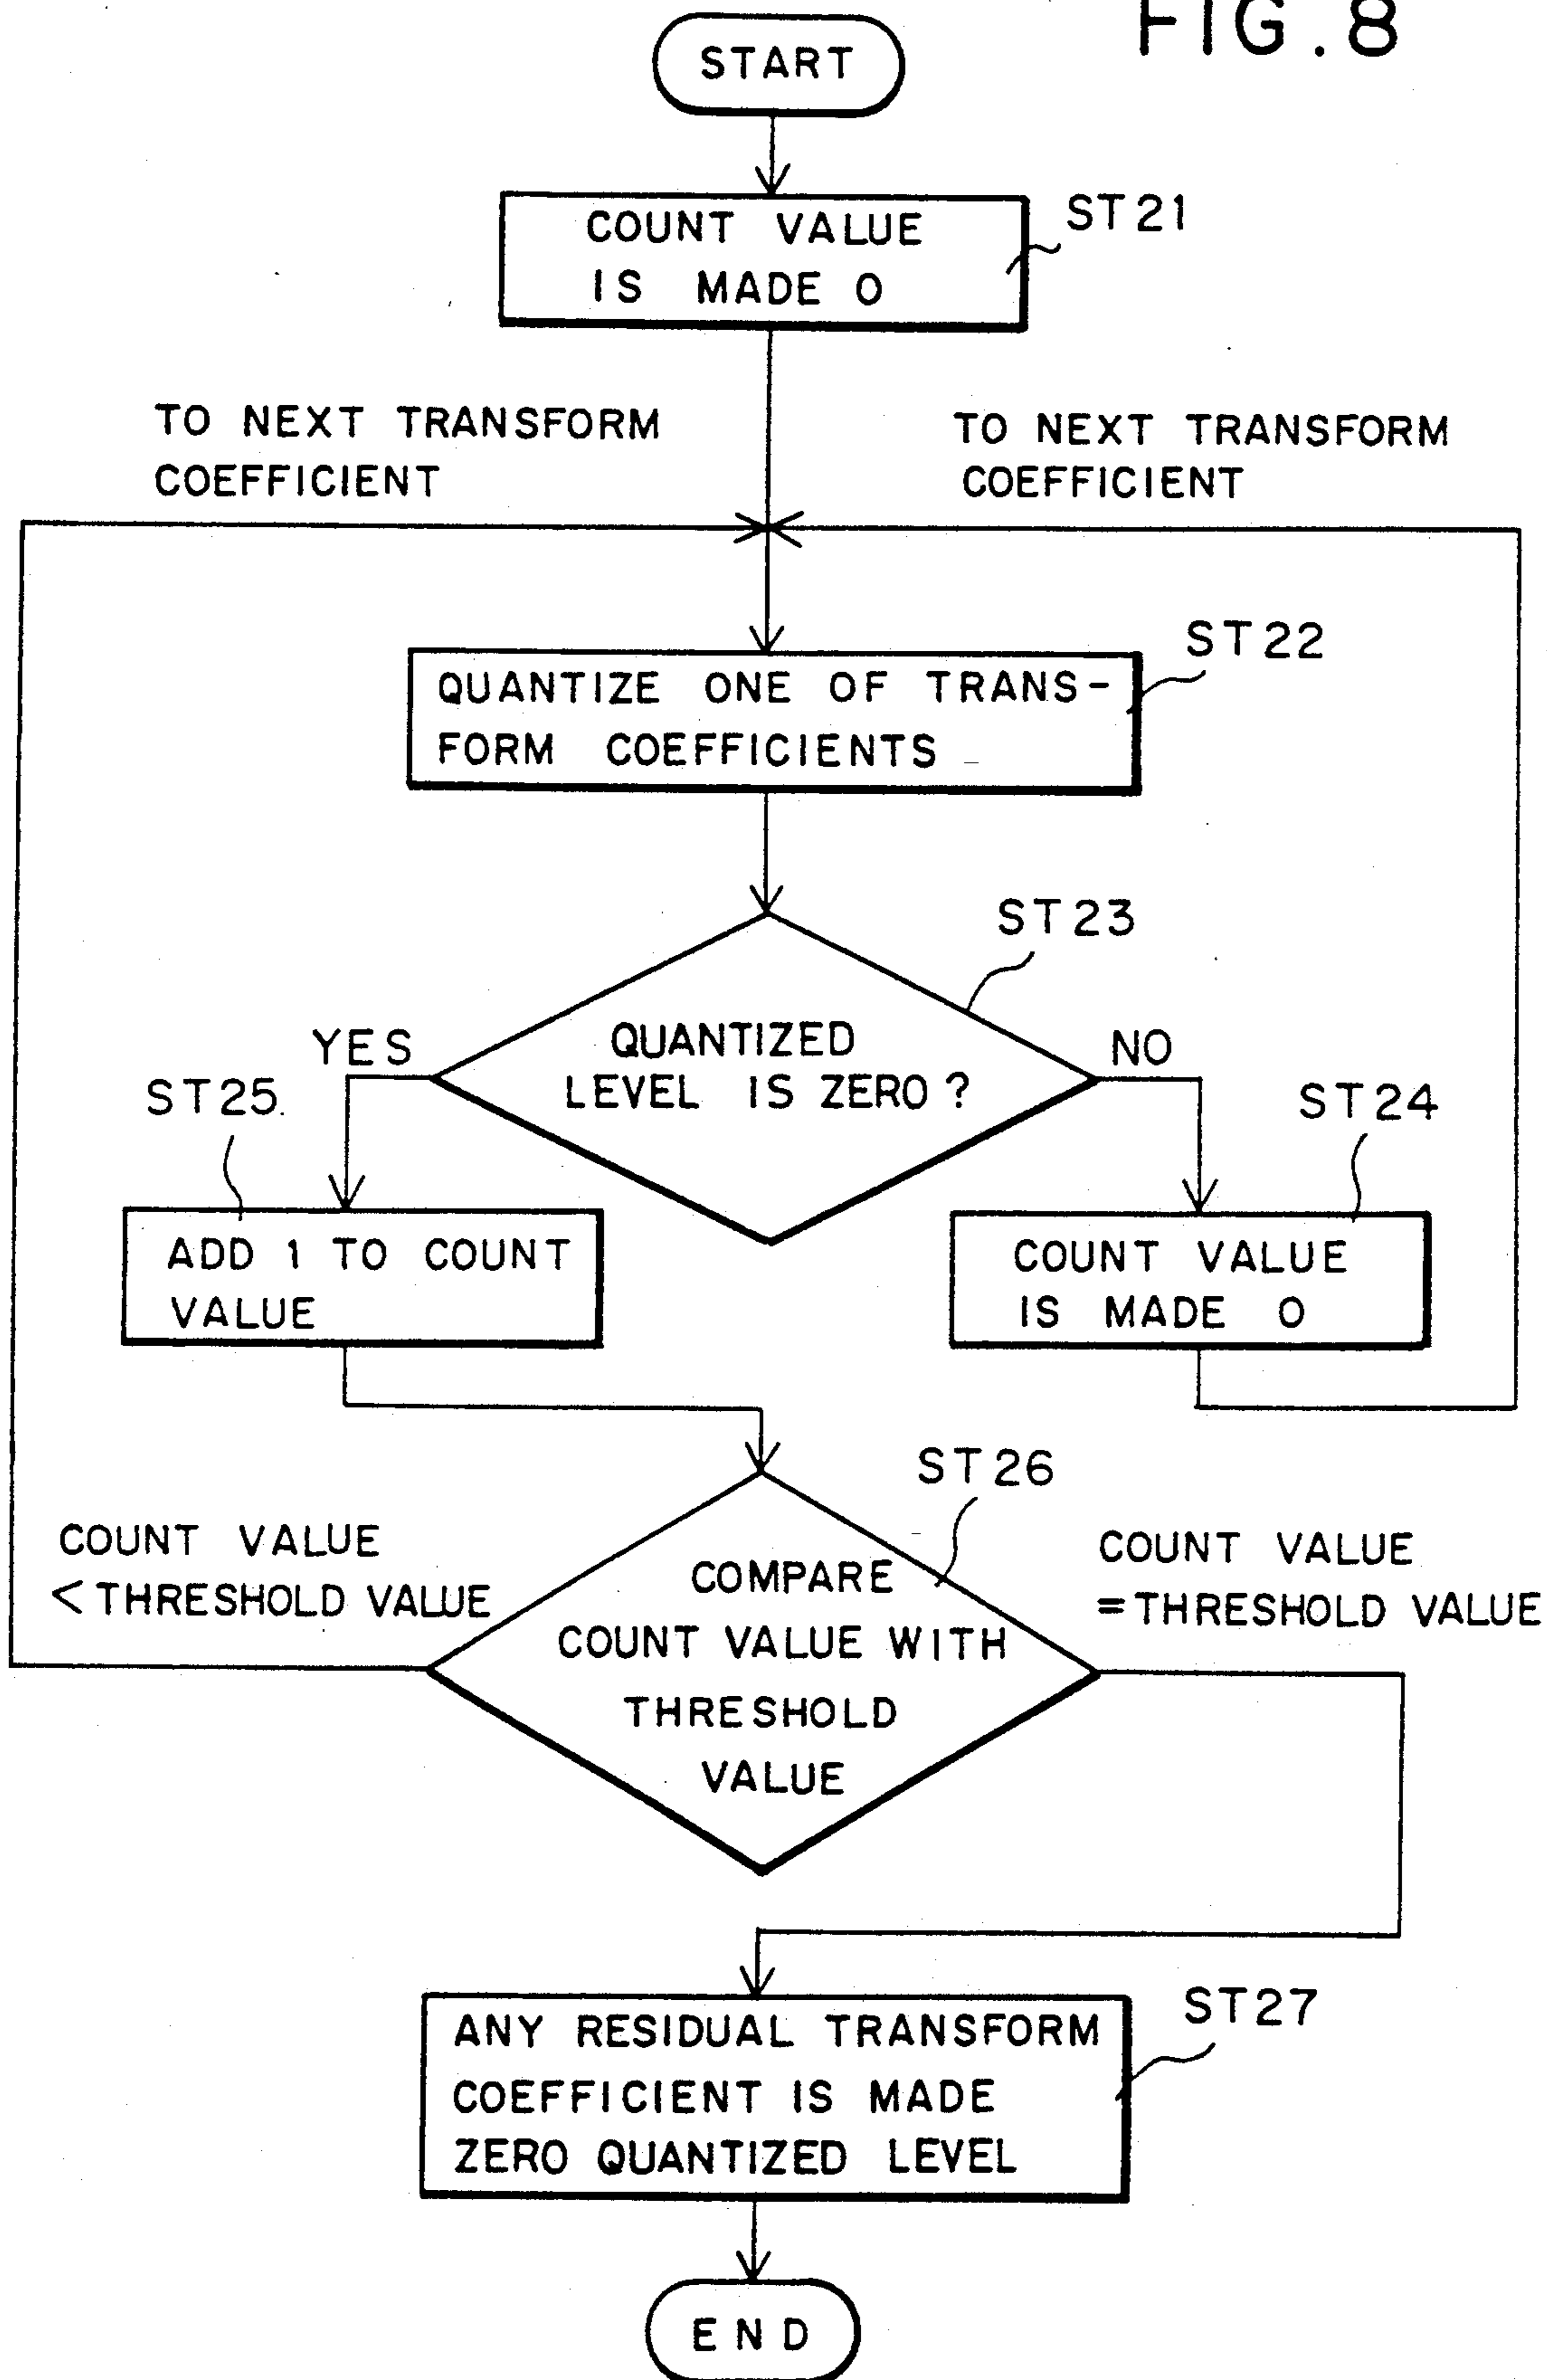 FIG. 8
START
COUNT VALUE
IS MADE 0
ST21
TO NEXT TRANSFORM
COEFFICIENT
TO NEXT TRANSFORM
COEFFICIENT
ST22
QUANTIZE ONE OF TRANS-
FORM COEFFICIENTS
ST23
QUANTIZED
LEVEL IS ZERO?
YES
NO
ST25
ST24
ADD 1 TO COUNT
VALUE
COUNT VALUE
IS MADE 0
ST26
COUNT VALUE
< THRESHOLD VALUE
COMPARE
COUNT VALUE WITH
THRESHOLD
VALUE
COUNT VALUE
= THRESHOLD VALUE
ST27
ANY RESIDUAL TRANSFORM
COEFFICIENT IS MADE
ZERO QUANTIZED LEVEL
END